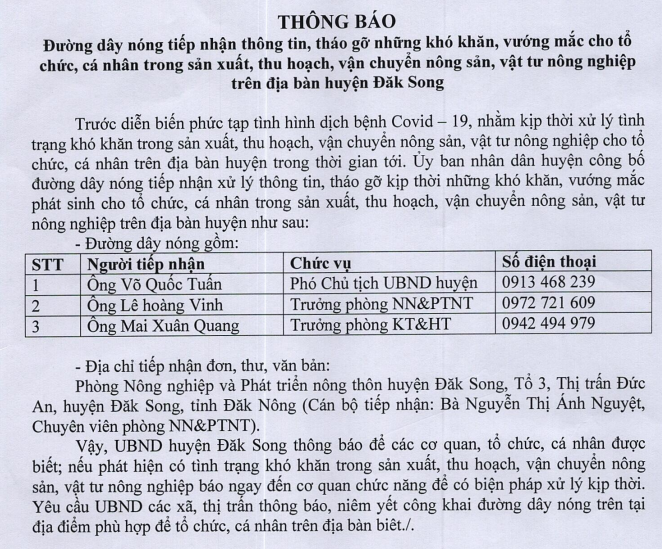 THÔNG BÁO
Đường dây nóng tiếp nhận thông tin, tháo gỡ những khó khăn, vướng mắc cho tổ
chức, cá nhân trong sản xuất, thu hoạch, vận chuyển nông sản, vật tư nông nghiệp
trên địa bàn huyện Đăk Song
Trước diễn biến phức tạp tình hình dịch bệnh Covid – 19, nhằm kịp thời xử lý tình
trạng khó khăn trong sản xuất, thu hoạch, vận chuyển nông sản, vật tư nông nghiệp cho tổ
chức, cá nhân trên địa bàn huyện trong thời gian tới. Ủy ban nhân dân huyện công bố
đường dây nóng tiếp nhận xử lý thông tin, tháo gỡ kịp thời những khó khăn, vướng mắc
phát sinh cho tổ chức, cá nhân trong sản xuất, thu hoạch, vận chuyển nông sản, vật tư
nông nghiệp trên địa bàn huyện như sau:
- Đường dây nóng gồm:
STT Người tiếp nhận Chức vụ Số điện thoại
1 Ông Võ Quốc Tuấn Phó Chủ tịch UBND huyện 0913 468 239
2 Ông Lê hoàng Vinh Trưởng phòng NN&PTNT 0972 721 609
3 Ông Mai Xuân Quang Trưởng phòng KT&HT 0942 494 979
- Địa chỉ tiếp nhận đơn, thư, văn bản:
Phòng Nông nghiệp và Phát triển nông thôn huyện Đăk Song, Tổ 3, Thị trấn Đức
An, huyện Đăk Song, tỉnh Đăk Nông (Cán bộ tiếp nhận: Bà Nguyễn Thị Ánh Nguyệt,
Chuyên viên phòng NN&PTNT).
Vậy, UBND huyện Đăk Song thông báo để các cơ quan, tổ chức, cá nhân được
biết; nếu phát hiện có tình trạng khó khăn trong sản xuất, thu hoạch, vận chuyển nông
sản, vật tư nông nghiệp báo ngay đến cơ quan chức năng để có biện pháp xử lý kịp thời.
Yêu cầu UBND các xã, thị trấn thông báo, niêm yết công khai đường dây nóng trên tại
địa điểm phù hợp để tổ chức, cá nhân trên địa bàn biêt./.